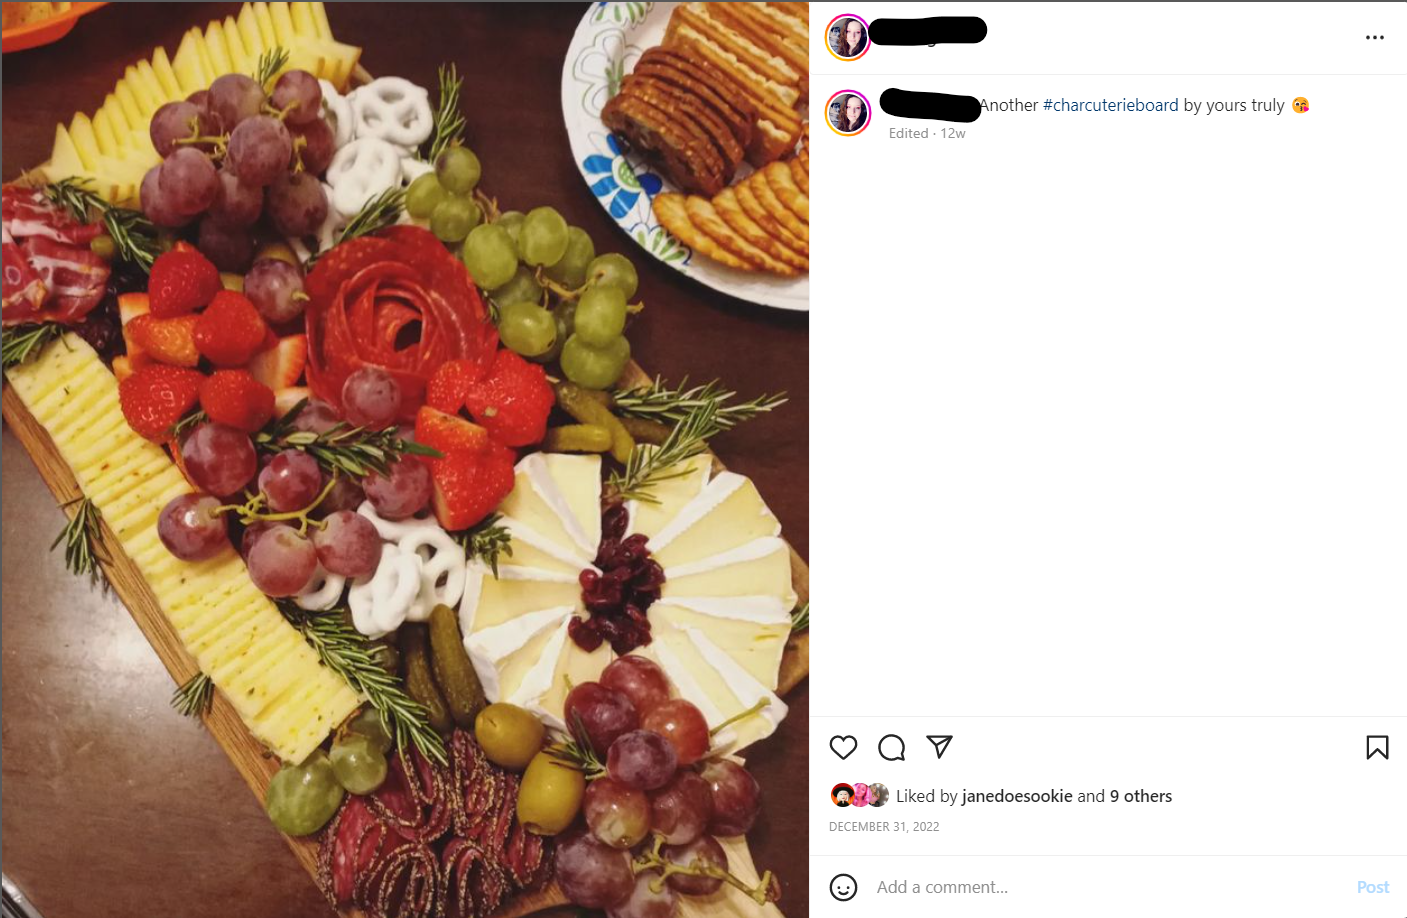 Another #charcuterieboard by yours truly 😘
Edited · 12w
Liked by janedoesookie and 9 others
DECEMBER 31, 2022
Add a comment...
Post